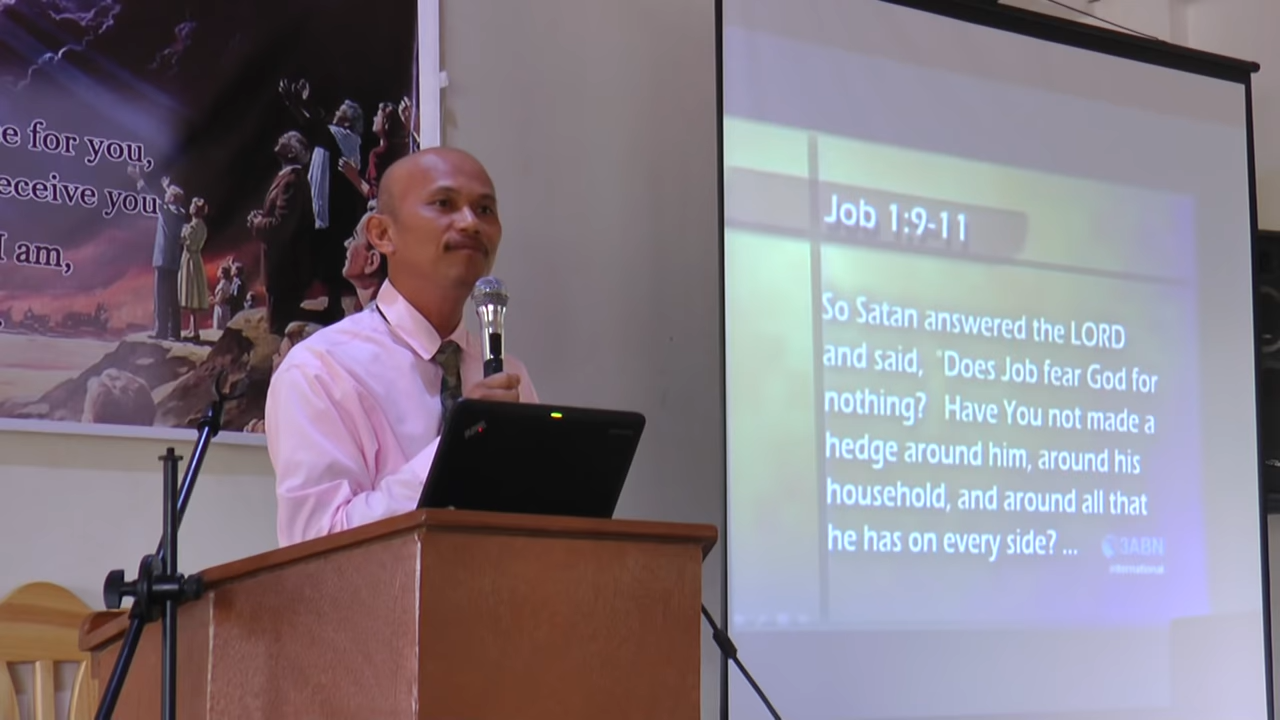 e for you,
eceive you
I am,
Job 1:9-11
So Satan answered the LORD
and said, "Does Job fear God for
nothing? Have You not made a
hedge around him, around his
household, and around all that
he has on every side? ...
3ABN
international